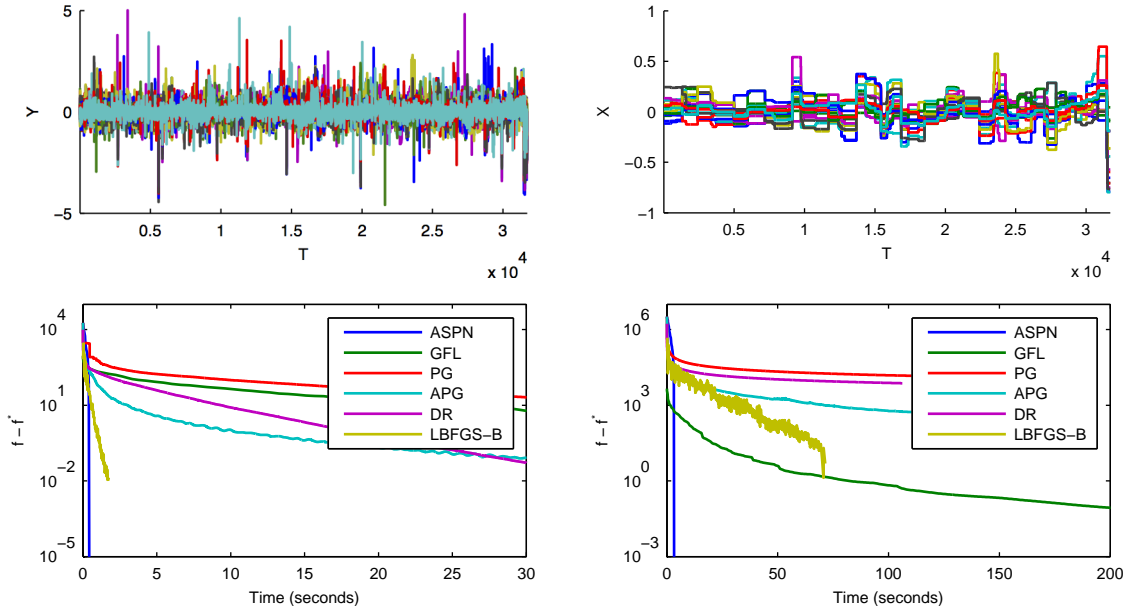 5
0
−5
Y
0.5 1 1.5 2 2.5 3
T
x 10^4
1
0.5
0
−0.5
−1
X
0.5 1 1.5 2 2.5 3
T
x 10^4
10^4
10^1
10^−2
10^−5
f − f*
0 5 10 15 20 25 30
Time (seconds)
ASPN
GFL
PG
APG
DR
LBFGS−B
10^6
10^3
10^0
10^−3
f − f*
0 50 100 150 200
Time (seconds)
ASPN
GFL
PG
APG
DR
LBFGS−B